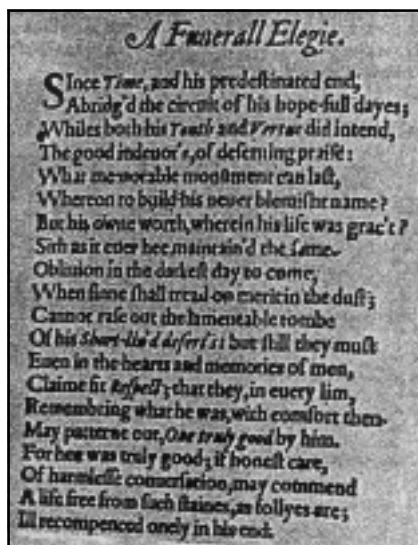 A Funerall Elegie.
SInce Time, and his predestinated end,
Abridg'd the circuit of his hope-full dayes;
Whiles both his Youth and Vertue did intend,
The good indeuor's, of deseruing praise:
What memorable monument can last,
Whereon to build his neuer blemisht name?
But his owne worth, wherein his life was grac't?
Sith as it euer hee maintain'd the same.
Obliuion in the darkest day to come,
When sinne shall tread on merit in the dust;
Cannot rase out the lamentable tombe
Of his Short-liu'd desert's: but still they must
Euen in the hearts and memories of men,
Claime fit Respect; that they, in euery lim,
Remembring what he was, with comfort then
May patterne out, One truly good by him.
For hee was truly good; if honest care,
Of harmlesse conuersation, may commend
A life free from such staines, as follyes are;
Ill recompenced onely in his end.